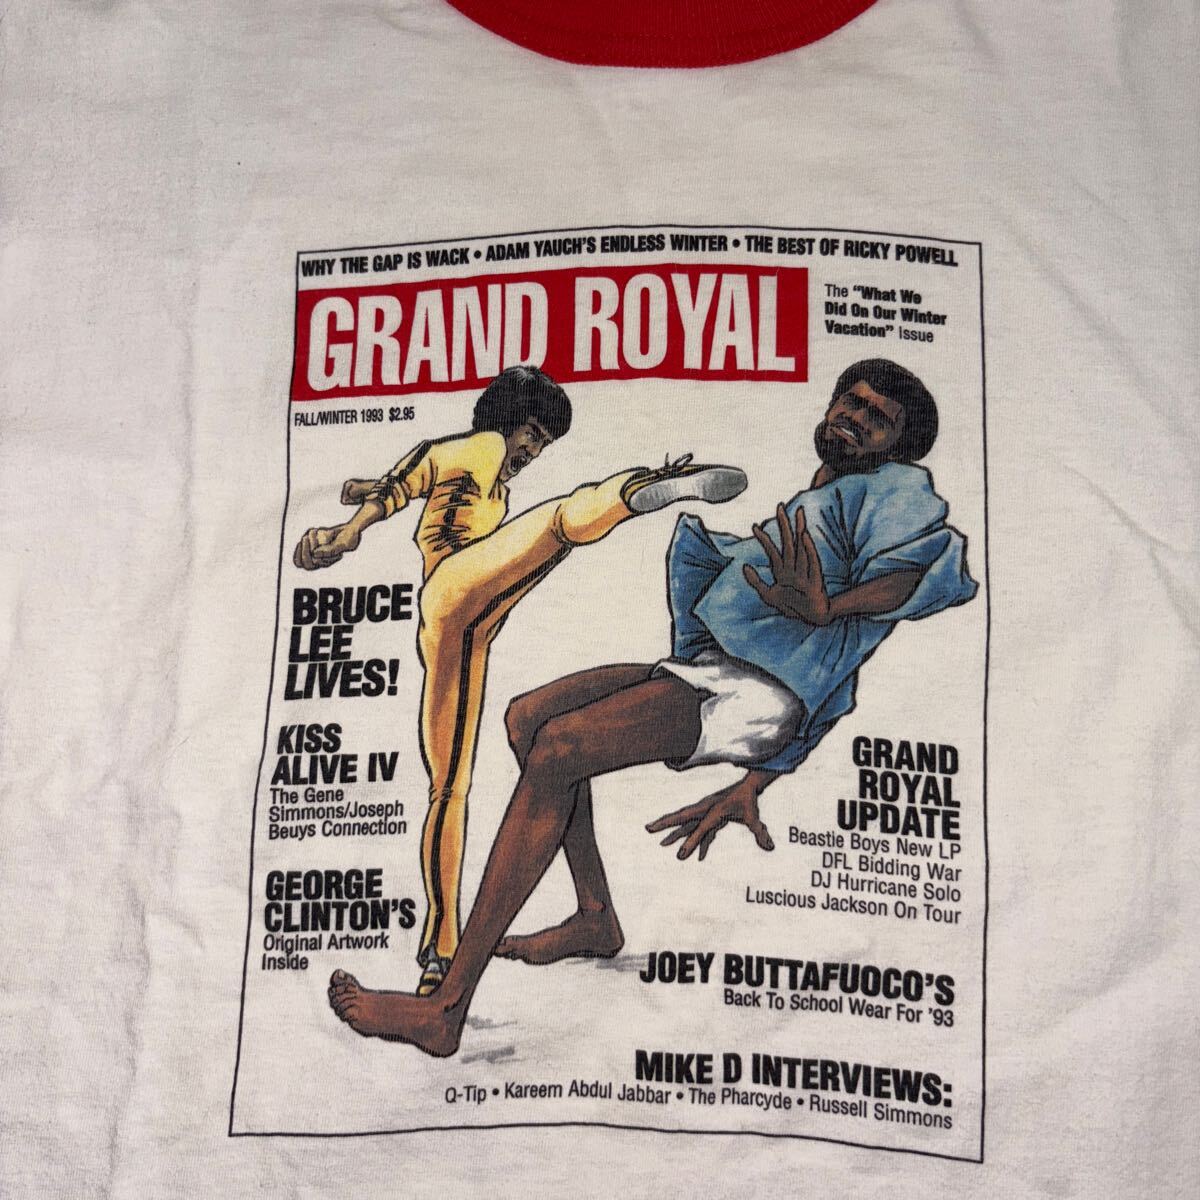 WHY THE GAP IS WACK • ADAM YAUCH'S ENDLESS WINTER • THE BEST OF RICKY POWELL
GRAND ROYAL
The "What We
Did On Our Winter
Vacation" Issue
FALL/WINTER 1993 $2.95
BRUCE
LEE
LIVES!
KISS
ALIVE IV
The Gene
Simmons/Joseph
Beuys Connection
GEORGE
CLINTON'S
Original Artwork
Inside
GRAND
ROYAL
UPDATE
Beastie Boys New LP
DFL Bidding War
DJ Hurricane Solo
Luscious Jackson On Tour
JOEY BUTTAFUOCO'S
Back To School Wear For '93
MIKE D INTERVIEWS:
Q-Tip • Kareem Abdul Jabbar • The Pharcyde • Russell Simmons